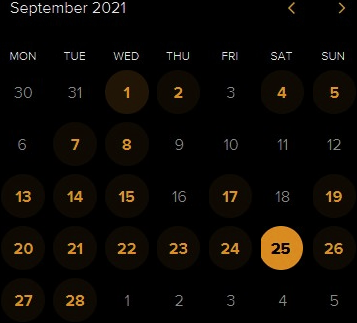 September 2021
MON TUE WED THU FRI SAT SUN
30 31 1 2 3 4 5
6 7 8 9 10 11 12
13 14 15 16 17 18 19
20 21 22 23 24 25 26
27 28 1 2 3 4 5